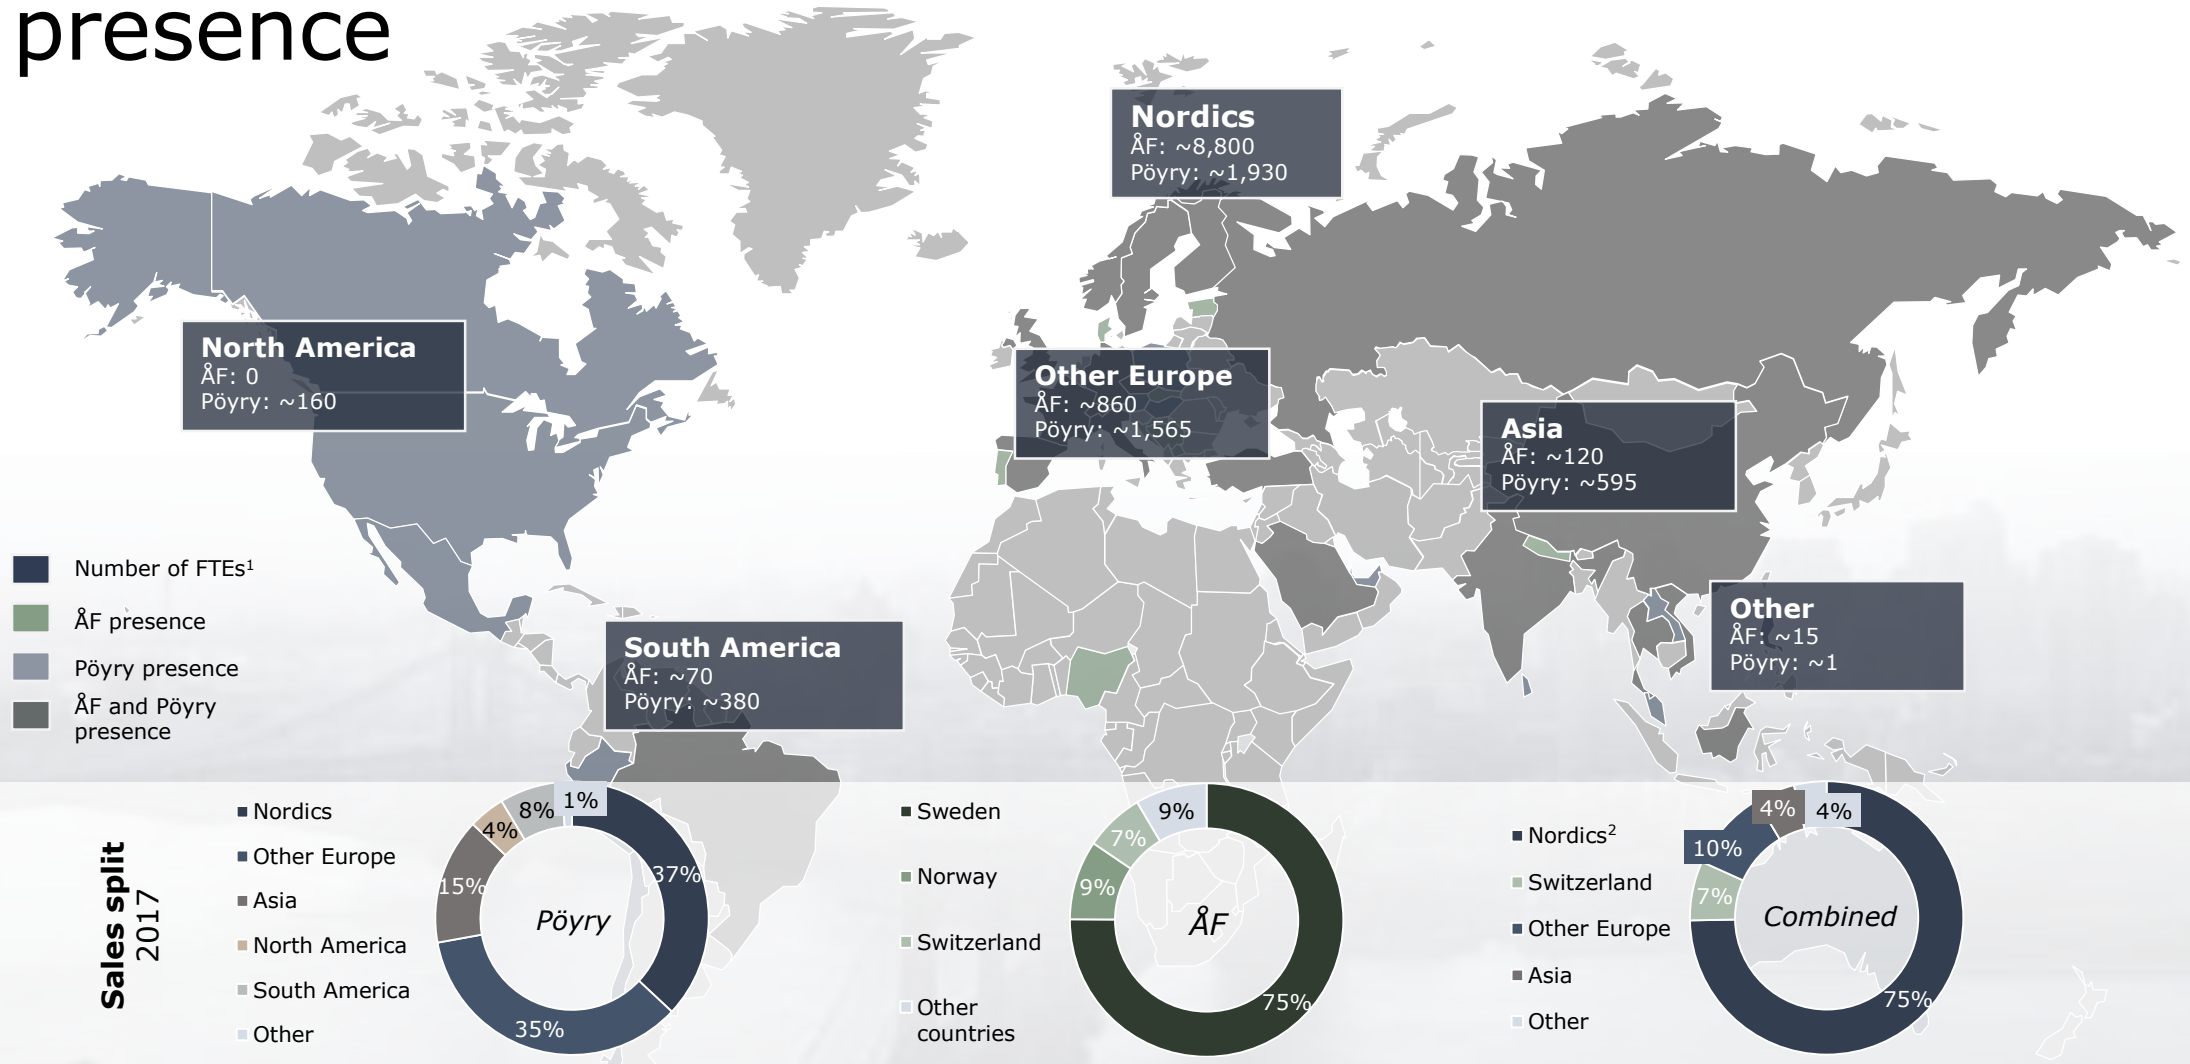 presence
Nordics
ÅF: ~8,800
Pöyry: ~1,930
North America
ÅF: 0
Pöyry: ~160
Other Europe
ÅF: ~860
Pöyry: ~1,565
Asia
ÅF: ~120
Pöyry: ~595
Other
ÅF: ~15
Pöyry: ~1
South America
ÅF: ~70
Pöyry: ~380
Number of FTEs¹
ÅF presence
Pöyry presence
ÅF and Pöyry
presence
Sales split
2017
Nordics
Other Europe
Asia
North America
South America
Other
1%
8%
4%
15%
37%
35%
Pöyry
Sweden
Norway
Switzerland
Other
countries
9%
7%
9%
75%
ÅF
Nordics²
Switzerland
Other Europe
Asia
Other
4%
4%
10%
7%
75%
Combined